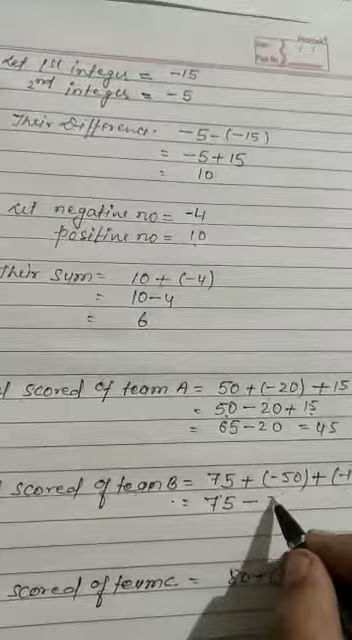 Let 1st integer = -15
2nd integer = -5
Their Difference. -5-(-15)
= -5+15
= 10
Let negative no = -4
positive no = 10
Their sum = 10 + (-4)
= 10-4
= 6
scored of team A = 50 + (-20) + 15
= 50 - 20 + 15
= 65 - 20 = 45
scored of team B = 75 + (-50) + (-
= 75 -
scored of team C =